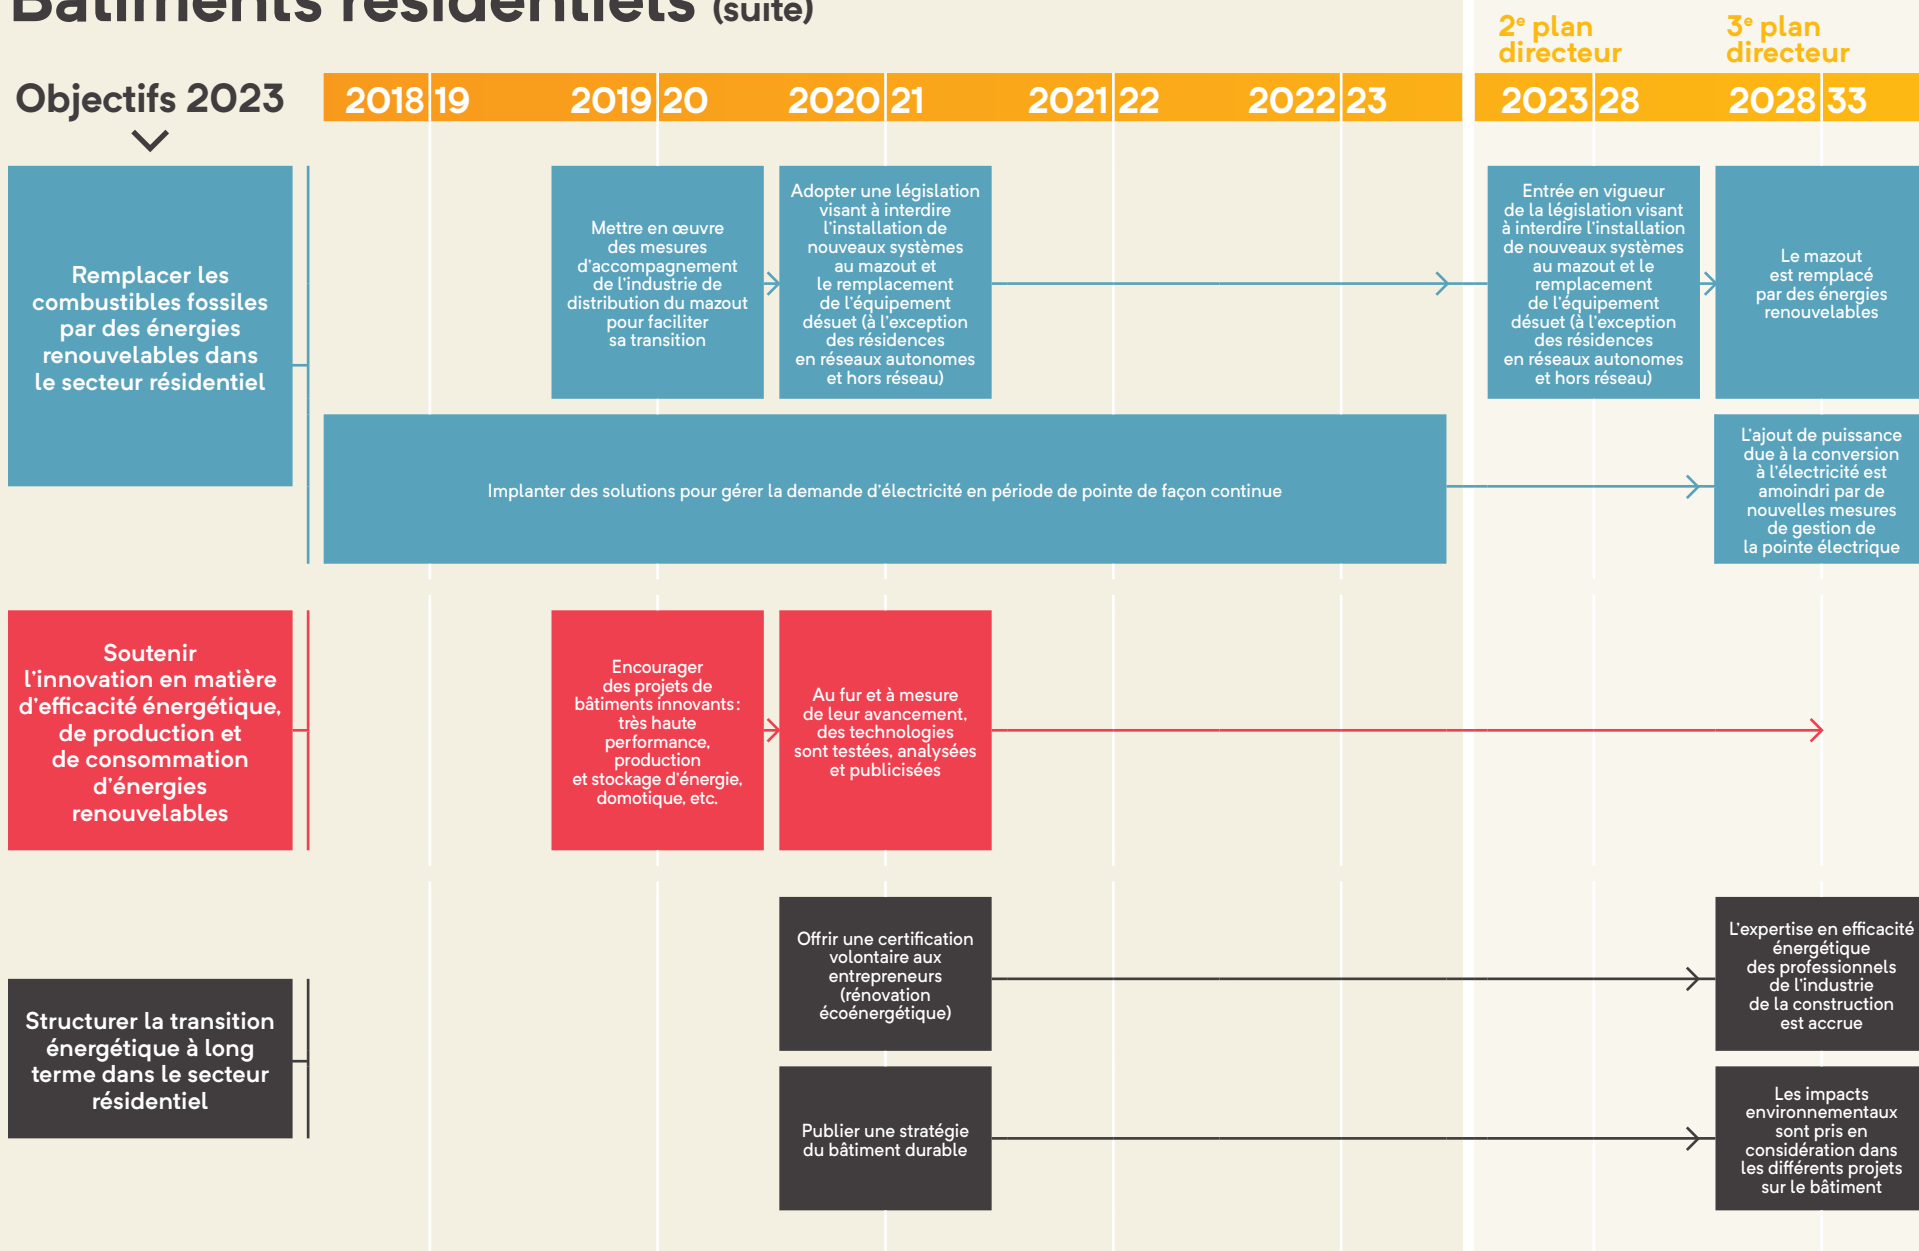 Bâtiments résidentiels (suite)
2e plan
directeur
3e plan
directeur
Objectifs 2023
2018 19
2019 20
2020 21
2021 22
2022 23
2023 28
2028 33
Remplacer les
combustibles fossiles
par des énergies
renouvelables dans
le secteur résidentiel
Mettre en œuvre
des mesures
d'accompagnement
de l'industrie de
distribution du mazout
pour faciliter
sa transition
Adopter une législation
visant à interdire
l'installation de
nouveaux systèmes
au mazout et
le remplacement
de l'équipement
désuet (à l'exception
des résidences
en réseaux autonomes
et hors réseau)
Entrée en vigueur
de la législation visant
à interdire l'installation
de nouveaux systèmes
au mazout et le
remplacement
de l'équipement
désuet (à l'exception
des résidences
en réseaux autonomes
et hors réseau)
Le mazout
est remplacé
par des énergies
renouvelables
Implanter des solutions pour gérer la demande d'électricité en période de pointe de façon continue
L'ajout de puissance
due à la conversion
à l'électricité est
amoindri par de
nouvelles mesures
de gestion de
la pointe électrique
Soutenir
l'innovation en matière
d'efficacité énergétique,
de production et
de consommation
d'énergies
renouvelables
Encourager
des projets de
bâtiments innovants :
très haute
performance,
production
et stockage d'énergie,
domotique, etc.
Au fur et à mesure
de leur avancement,
des technologies
sont testées, analysées
et publicisées
Structurer la transition
énergétique à long
terme dans le secteur
résidentiel
Offrir une certification
volontaire aux
entrepreneurs
(rénovation
écoénergétique)
L'expertise en efficacité
énergétique
des professionnels
de l'industrie
de la construction
est accrue
Publier une stratégie
du bâtiment durable
Les impacts
environnementaux
sont pris en
considération dans
les différents projets
sur le bâtiment